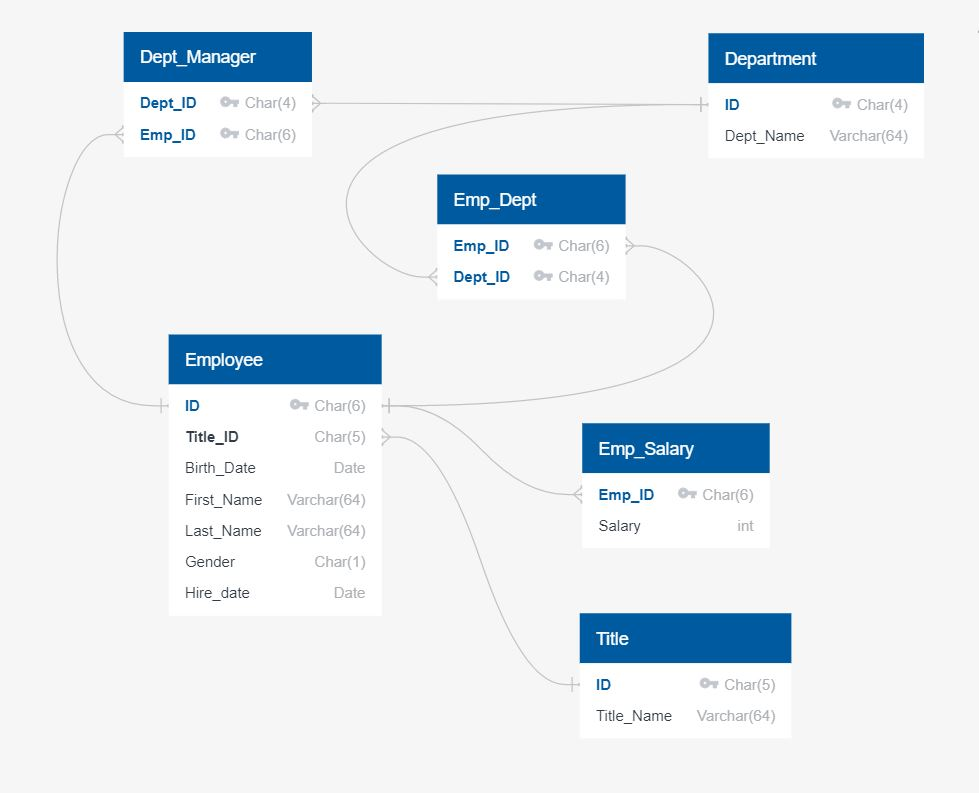 Dept_Manager
Dept_ID Char(4)
Emp_ID Char(6)
Department
ID Char(4)
Dept_Name Varchar(64)
Emp_Dept
Emp_ID Char(6)
Dept_ID Char(4)
Employee
ID Char(6)
Title_ID Char(5)
Birth_Date Date
First_Name Varchar(64)
Last_Name Varchar(64)
Gender Char(1)
Hire_date Date
Emp_Salary
Emp_ID Char(6)
Salary int
Title
ID Char(5)
Title_Name Varchar(64)